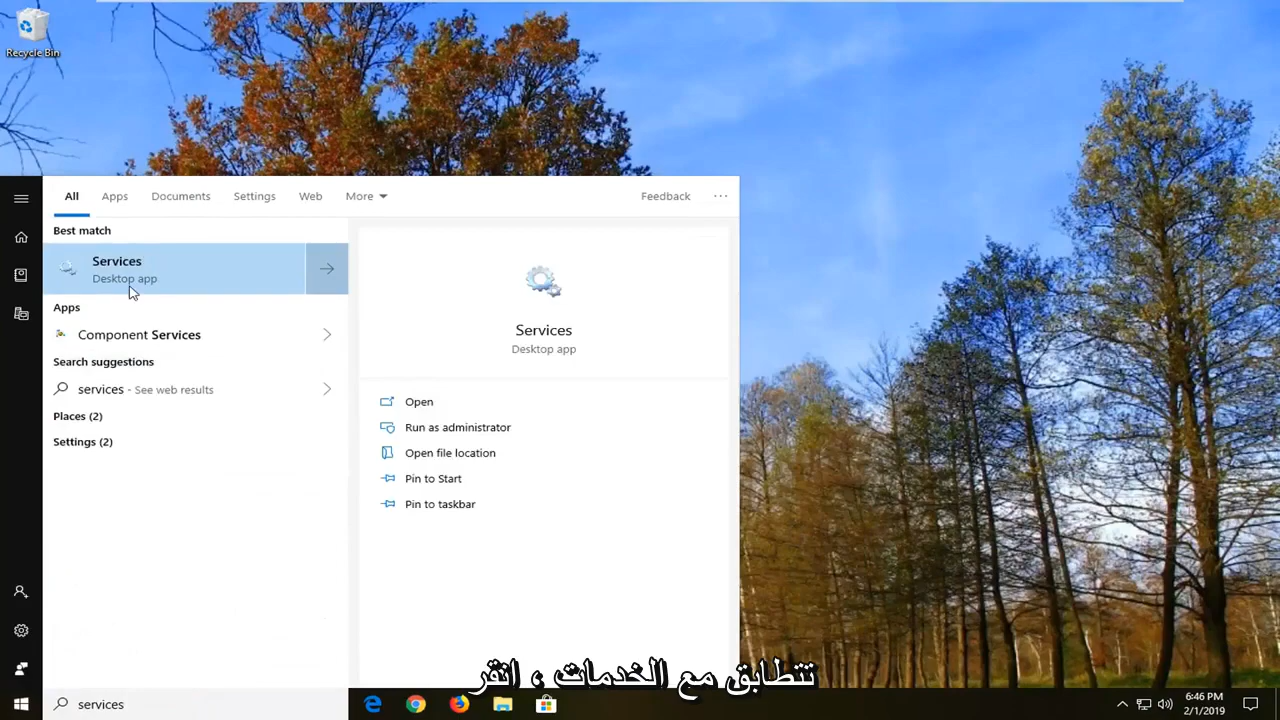 Recycle Bin
All
Apps
Documents
Settings
Web
More
Feedback
Best match
Services
Desktop app
Apps
Component Services
Search suggestions
services - See web results
Places (2)
Settings (2)
Services
Desktop app
Open
Run as administrator
Open file location
Pin to Start
Pin to taskbar
تتطابق مع الخدمات ، انقر
services
6:46 PM
2/1/2019